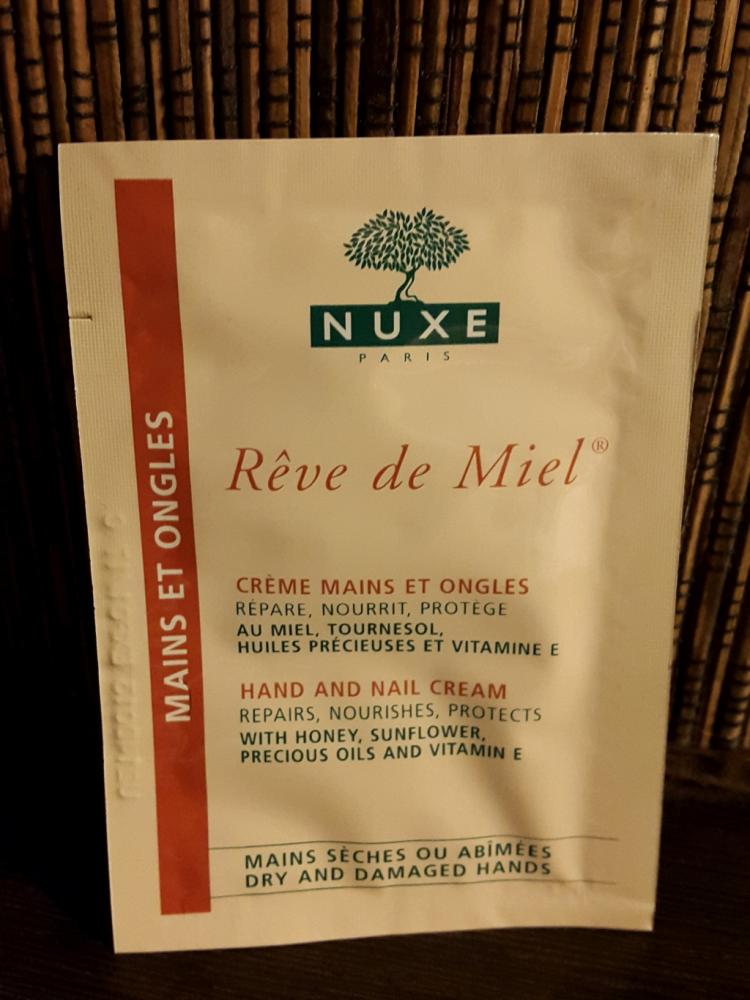 NUXE
PARIS
Rêve de Miel®
MAINS ET ONGLES
CRÈME MAINS ET ONGLES
RÉPARE, NOURRIT, PROTÈGE
AU MIEL, TOURNESOL,
HUILES PRÉCIEUSES ET VITAMINE E
HAND AND NAIL CREAM
REPAIRS, NOURISHES, PROTECTS
WITH HONEY, SUNFLOWER,
PRECIOUS OILS AND VITAMIN E
MAINS SÈCHES OU ABÎMÉES
DRY AND DAMAGED HANDS